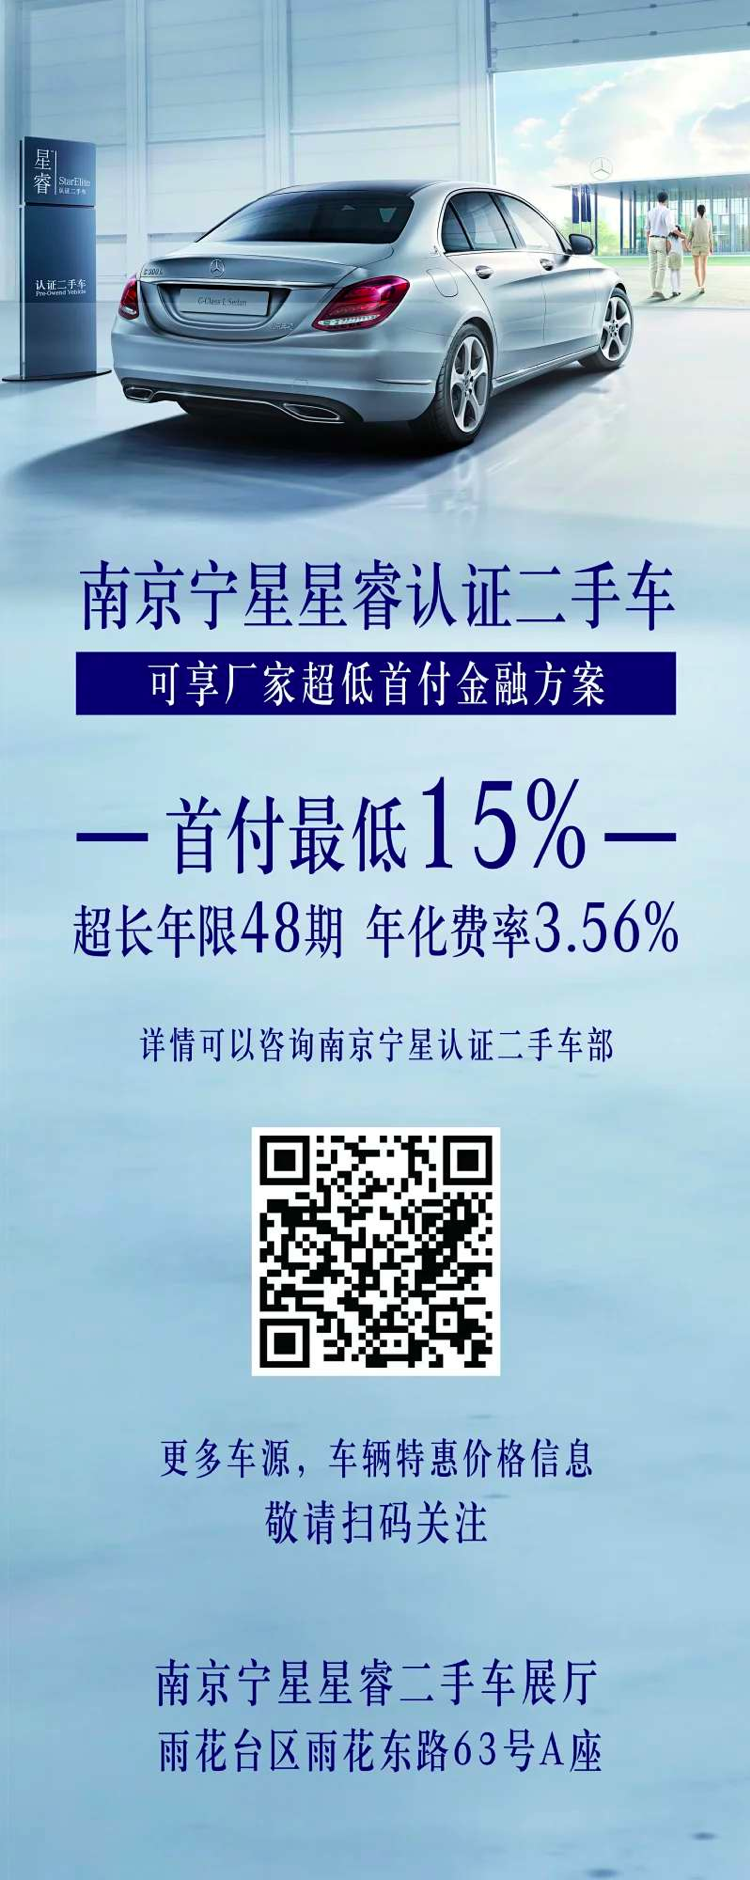 星睿
StarElite
认证二手车
认证二手车
Pre-Owned Vehicle
C 300 L
C-Class L Sedan
南京宁星星睿认证二手车
可享厂家超低首付金融方案
首付最低15%
超长年限48期 年化费率3.56%
详情可以咨询南京宁星认证二手车部
更多车源，车辆特惠价格信息
敬请扫码关注
南京宁星星睿二手车展厅
雨花台区雨花东路63号A座